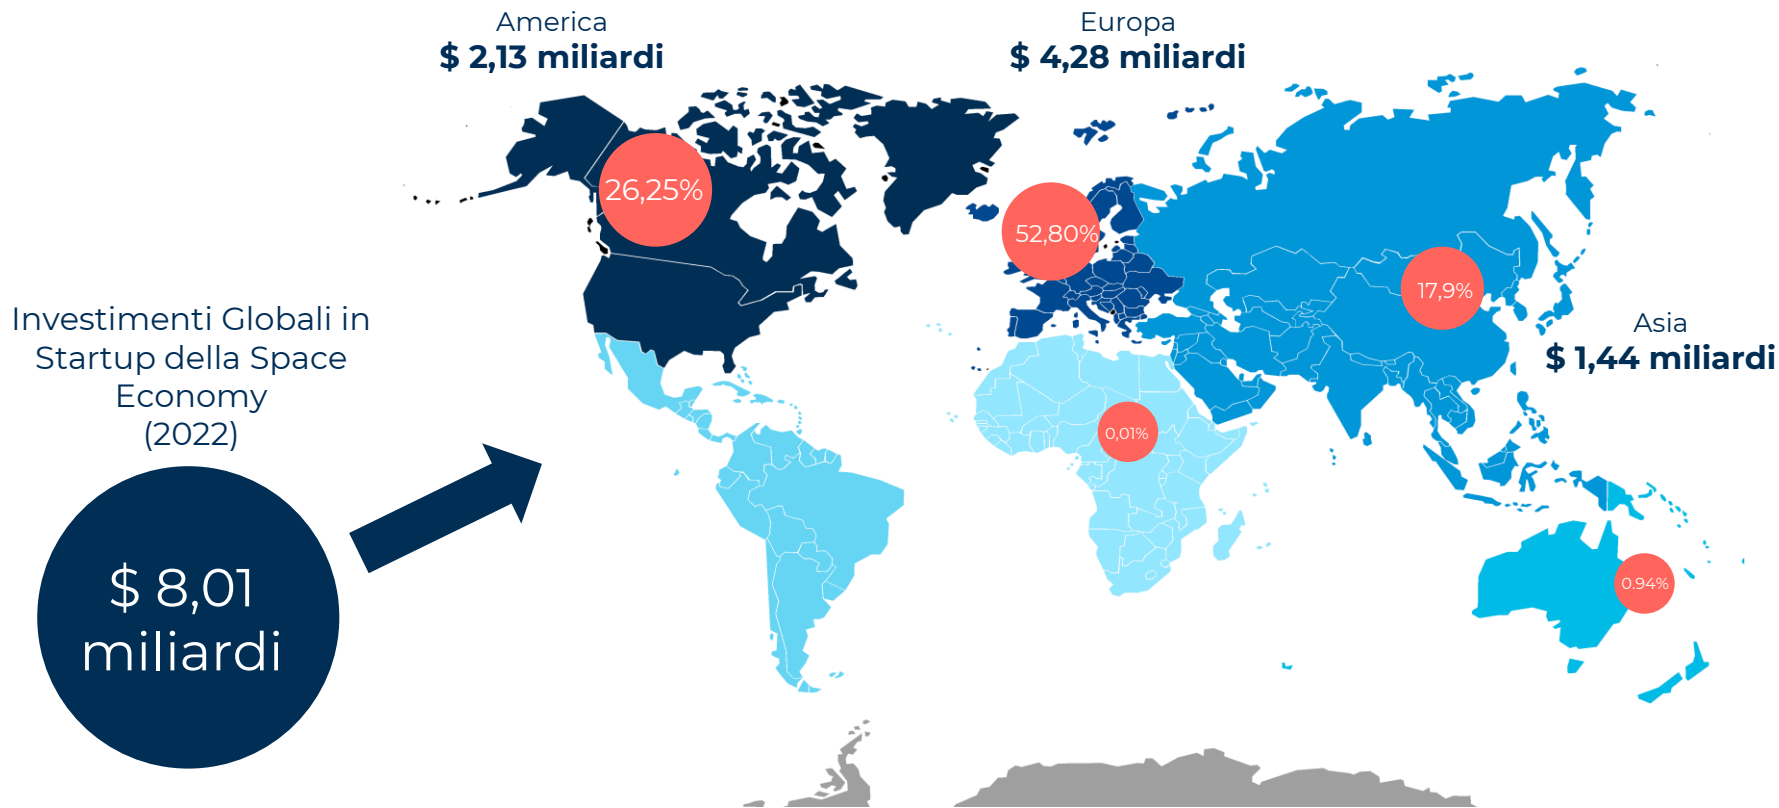 America
$ 2,13 miliardi
Europa
$ 4,28 miliardi
26,25%
52,80%
17,9%
Asia
$ 1,44 miliardi
Investimenti Globali in
Startup della Space
Economy
(2022)
$ 8,01
miliardi
0,01%
0.94%